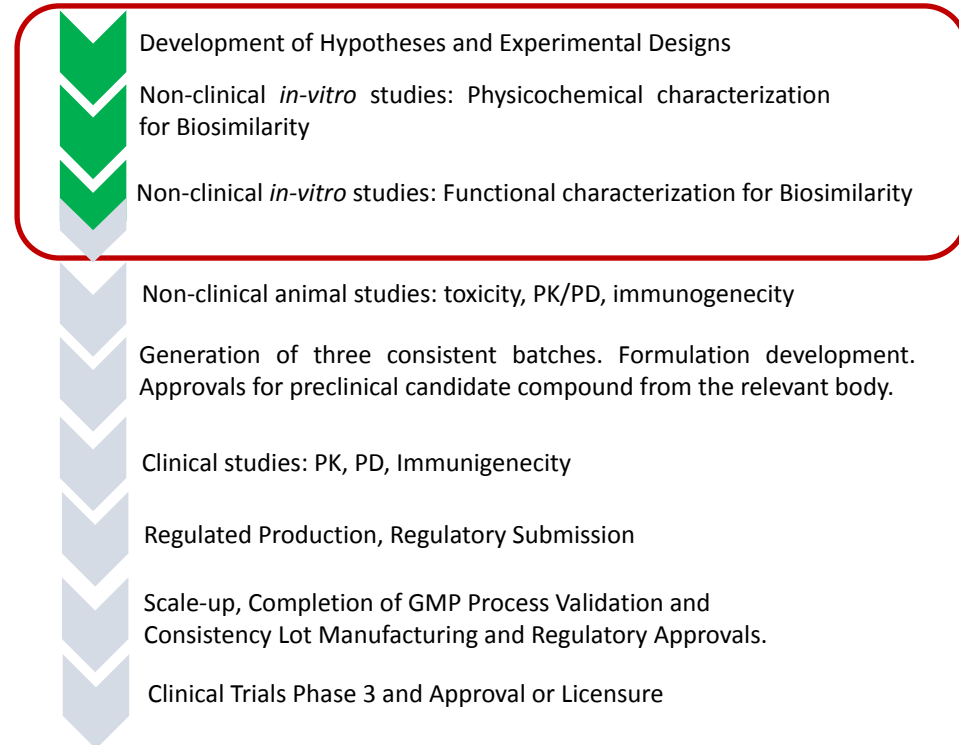 Development of Hypotheses and Experimental Designs
Non-clinical in-vitro studies: Physicochemical characterization
for Biosimilarity
Non-clinical in-vitro studies: Functional characterization for Biosimilarity
Non-clinical animal studies: toxicity, PK/PD, immunogenecity
Generation of three consistent batches. Formulation development.
Approvals for preclinical candidate compound from the relevant body.
Clinical studies: PK, PD, Immunigenecity
Regulated Production, Regulatory Submission
Scale-up, Completion of GMP Process Validation and
Consistency Lot Manufacturing and Regulatory Approvals.
Clinical Trials Phase 3 and Approval or Licensure